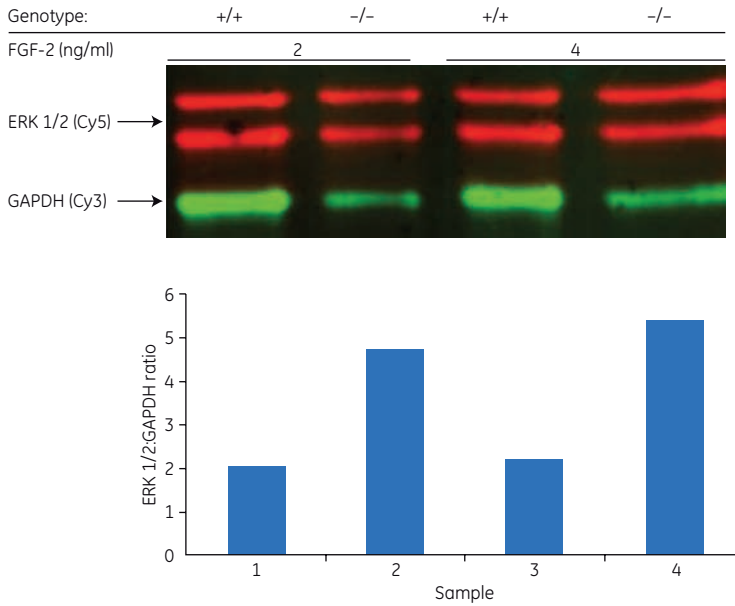 Genotype: +/+ –/– +/+ –/–
FGF-2 (ng/ml) 2 4
ERK 1/2 (Cy5)
GAPDH (Cy3)
ERK 1/2:GAPDH ratio
6
5
4
3
2
1
0
1 2 3 4
Sample